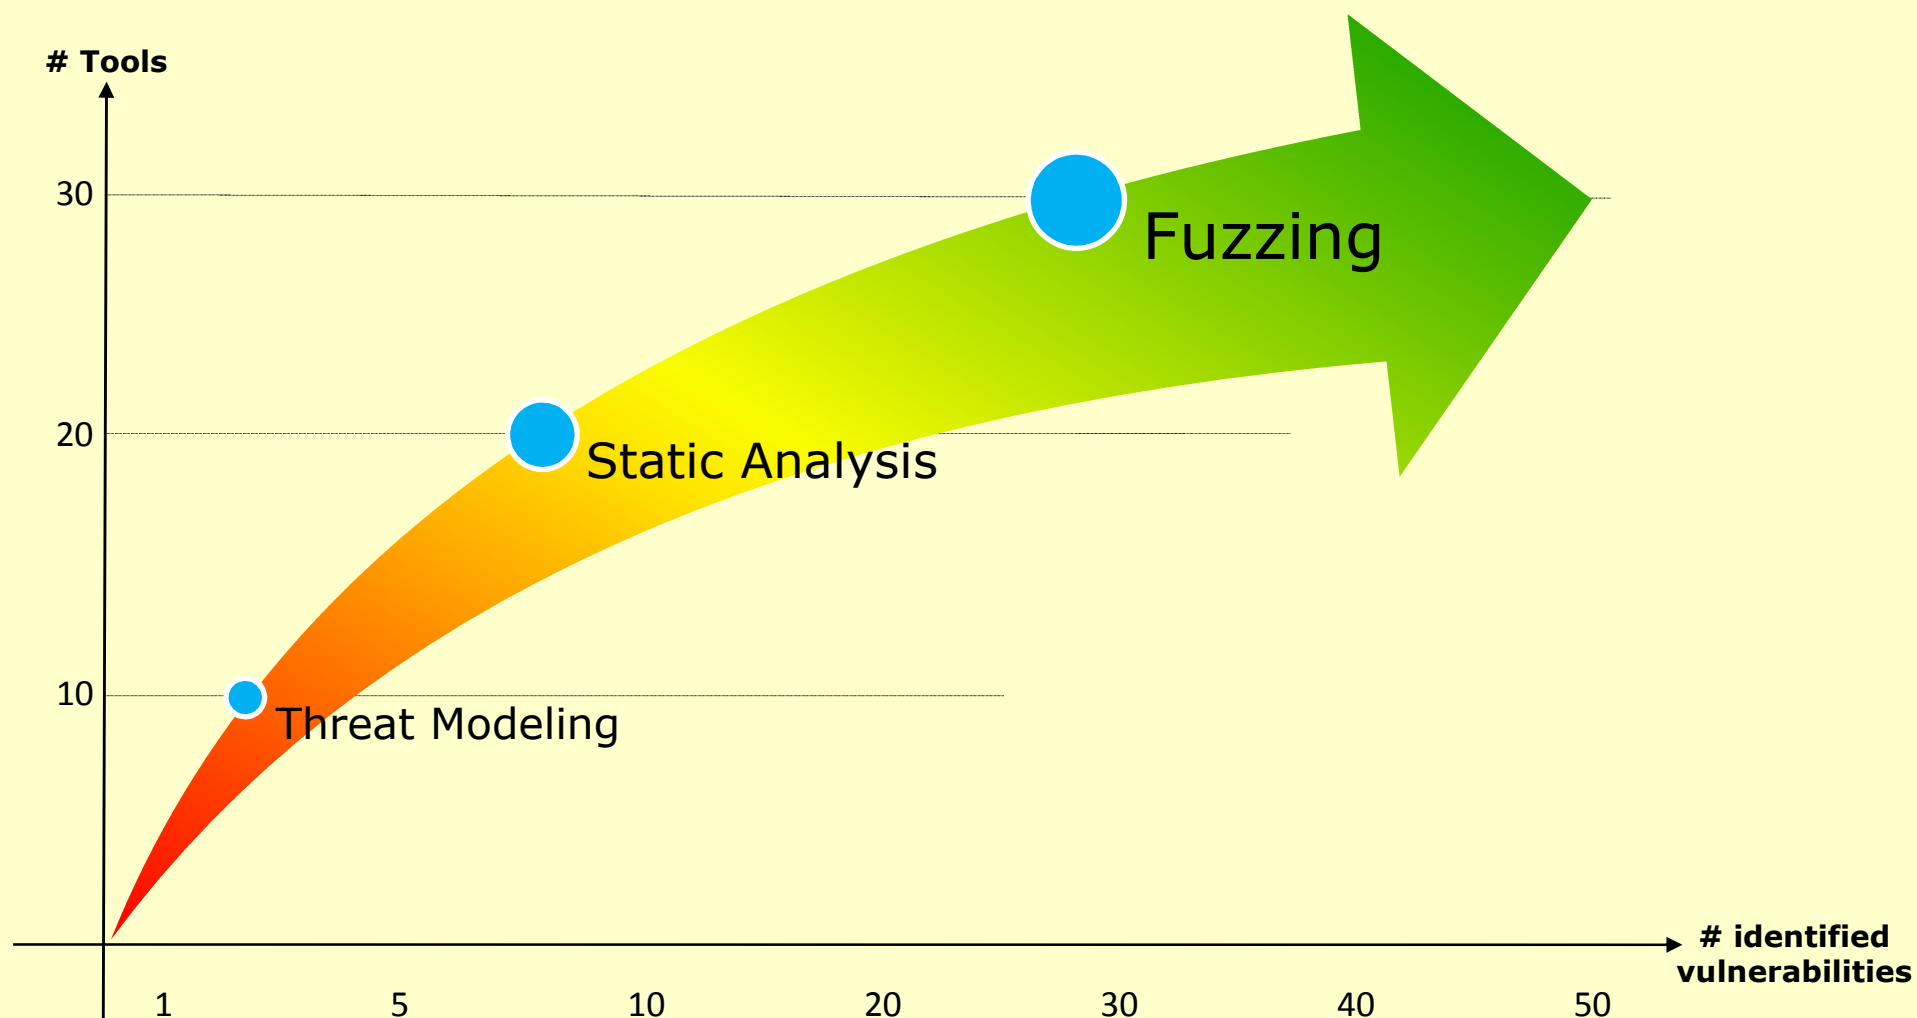 # Tools
30
Fuzzing
20
Static Analysis
10
Threat Modeling
# identified
vulnerabilities
1 5 10 20 30 40 50